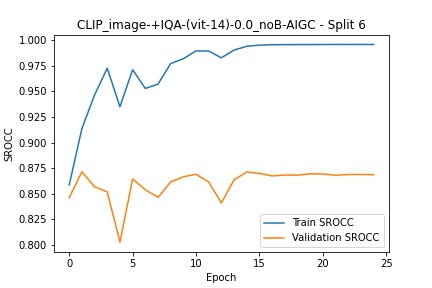 CLIP_image-+IQA-(vit-14)-0.0_noB-AIGC - Split 6
1.000
0.975
0.950
0.925
0.900
0.875
0.850
0.825
0.800
SROCC
Train SROCC
Validation SROCC
0 5 10 15 20 25
Epoch